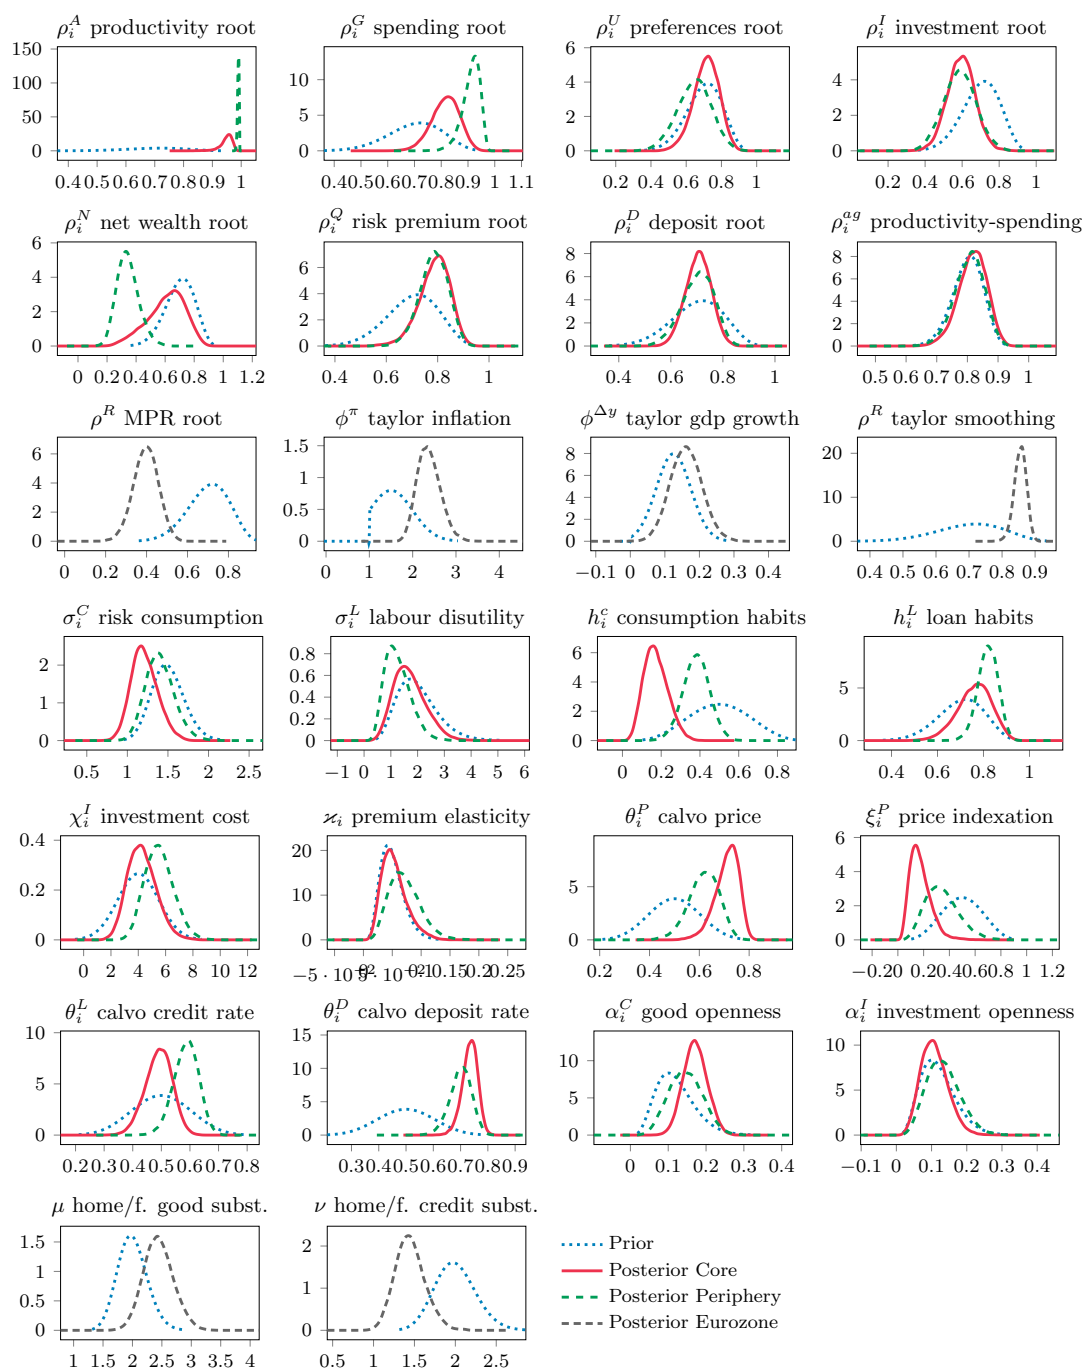 ρ_i^A productivity root
ρ_i^G spending root
ρ_i^U preferences root
ρ_i^I investment root
150
100
50
0
0.4 0.5 0.6 0.7 0.8 0.9 1
10
5
0
0.4 0.5 0.6 0.7 0.8 0.9 1 1.1
6
4
2
0
0.2 0.4 0.6 0.8 1
4
2
0
0.2 0.4 0.6 0.8 1
ρ_i^N net wealth root
ρ_i^Q risk premium root
ρ_i^D deposit root
ρ_i^{ag} productivity-spending
6
4
2
0
0 0.2 0.4 0.6 0.8 1 1.2
8
6
4
2
0
0.4 0.6 0.8 1
8
6
4
2
0
0.4 0.6 0.8 1
8
6
4
2
0
0.5 0.6 0.7 0.8 0.9 1
ρ^R MPR root
ϕ^π taylor inflation
ϕ^{Δy} taylor gdp growth
ρ^R taylor smoothing
6
4
2
0
0 0.2 0.4 0.6 0.8
1.5
1
0.5
0
0 1 2 3 4
8
6
4
2
0
−0.1 0 0.1 0.2 0.3 0.4
20
10
0
0.4 0.5 0.6 0.7 0.8 0.9
σ_i^C risk consumption
σ_i^L labour disutility
h_i^c consumption habits
h_i^L loan habits
2
1
0
0.5 1 1.5 2 2.5
0.8
0.6
0.4
0.2
0
−1 0 1 2 3 4 5 6
6
4
2
0
0 0.2 0.4 0.6 0.8
5
0
0.4 0.6 0.8 1
χ_i^I investment cost
ϰ_i premium elasticity
θ_i^P calvo price
ξ_i^P price indexation
0.4
0.2
0
0 2 4 6 8 10 12
20
10
0
0.15 0.2 0.25
5
0
0.2 0.4 0.6 0.8
6
4
2
0
−0.2 0 0.2 0.4 0.6 0.8 1 1.2
θ_i^L calvo credit rate
θ_i^D calvo deposit rate
α_i^C good openness
α_i^I investment openness
10
5
0
0.2 0.3 0.4 0.5 0.6 0.7 0.8
15
10
5
0
0.3 0.4 0.5 0.6 0.7 0.8 0.9
10
5
0
0 0.1 0.2 0.3 0.4
10
5
0
−0.1 0 0.1 0.2 0.3 0.4
μ home/f. good subst.
ν home/f. credit subst.
1.5
1
0.5
0
1 1.5 2 2.5 3 3.5 4
2
1
0
0.5 1 1.5 2 2.5
Prior
Posterior Core
Posterior Periphery
Posterior Eurozone